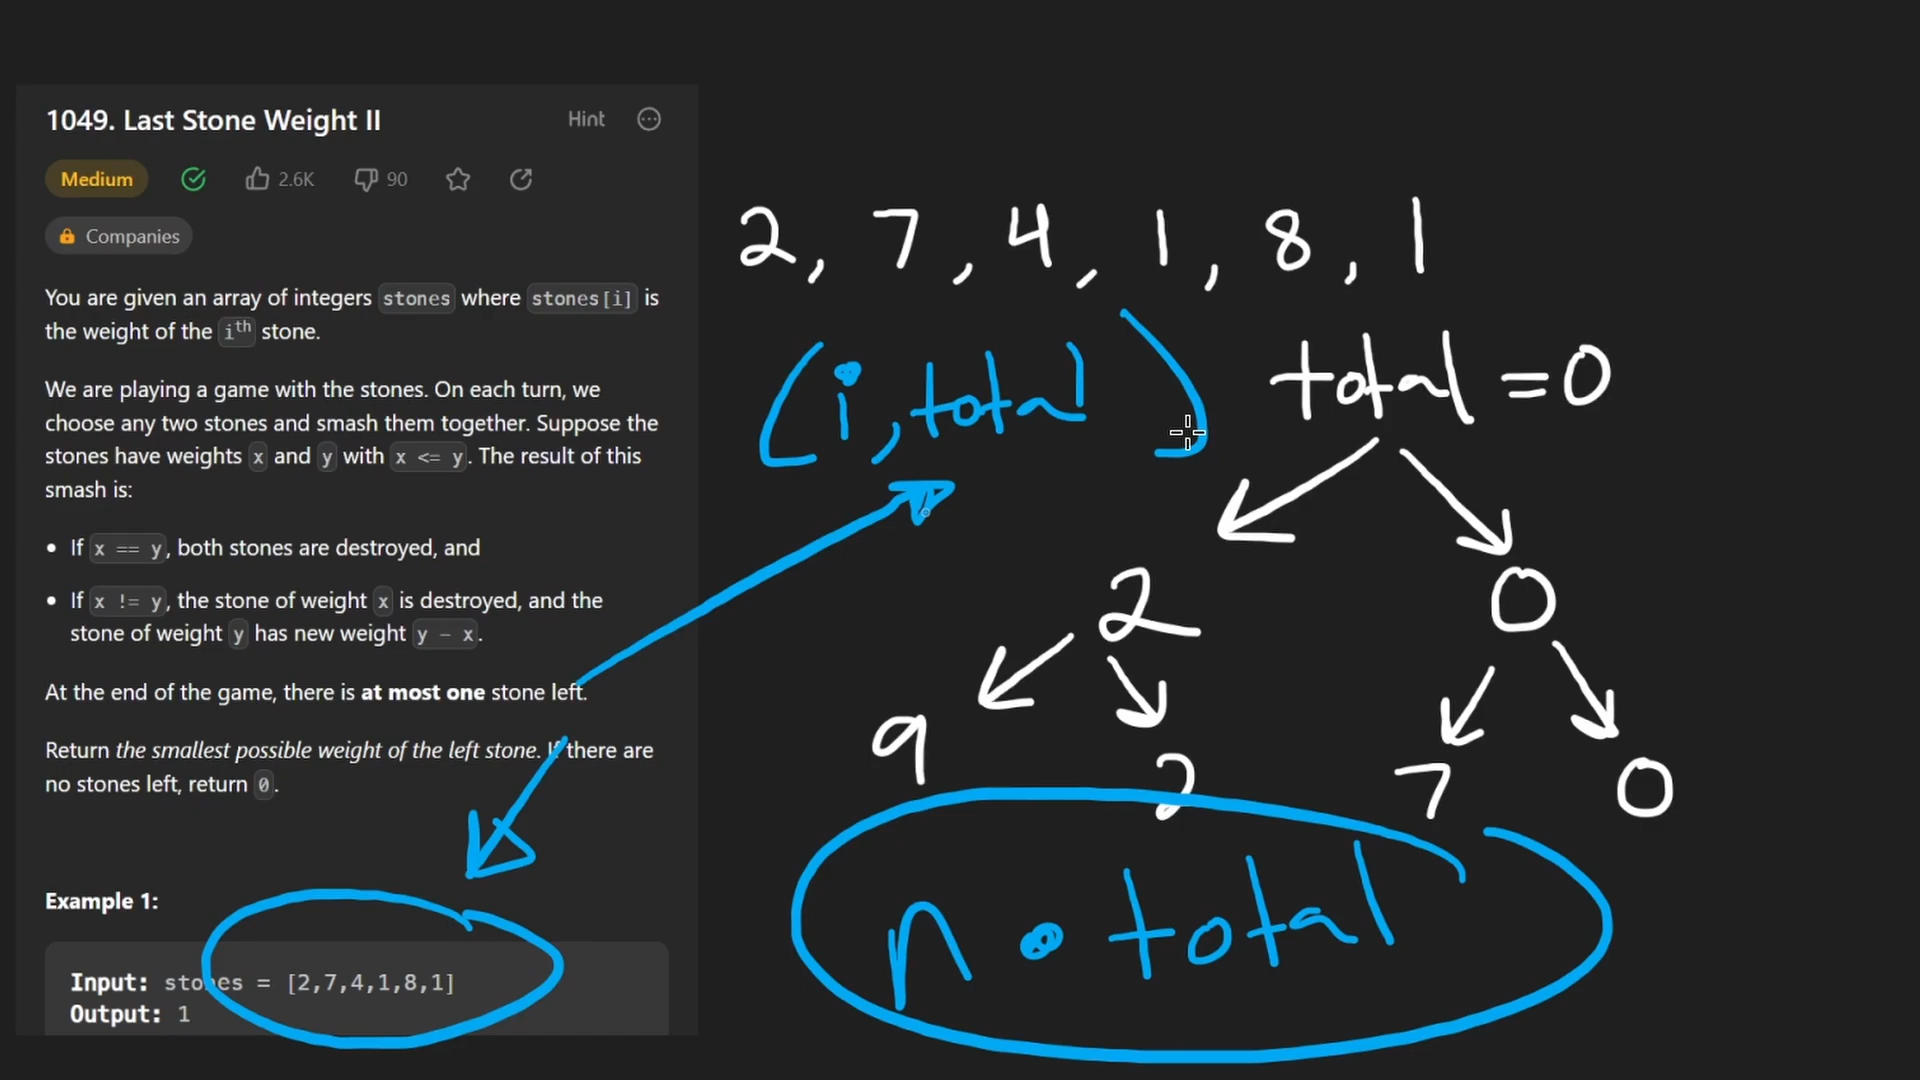 1049. Last Stone Weight II
Hint
Medium
2.6K
90
Companies
You are given an array of integers stones where stones[i] is
the weight of the ith stone.
We are playing a game with the stones. On each turn, we
choose any two stones and smash them together. Suppose the
stones have weights x and y with x <= y. The result of this
smash is:
• If x == y, both stones are destroyed, and
• If x != y, the stone of weight x is destroyed, and the
stone of weight y has new weight y - x.
At the end of the game, there is at most one stone left.
Return the smallest possible weight of the left stone. If there are
no stones left, return 0.
Example 1:
Input: stones = [2,7,4,1,8,1]
Output: 1
2, 7, 4, 1, 8, 1
(i, total)
total = 0
2 0
9 2 7 0
n • total